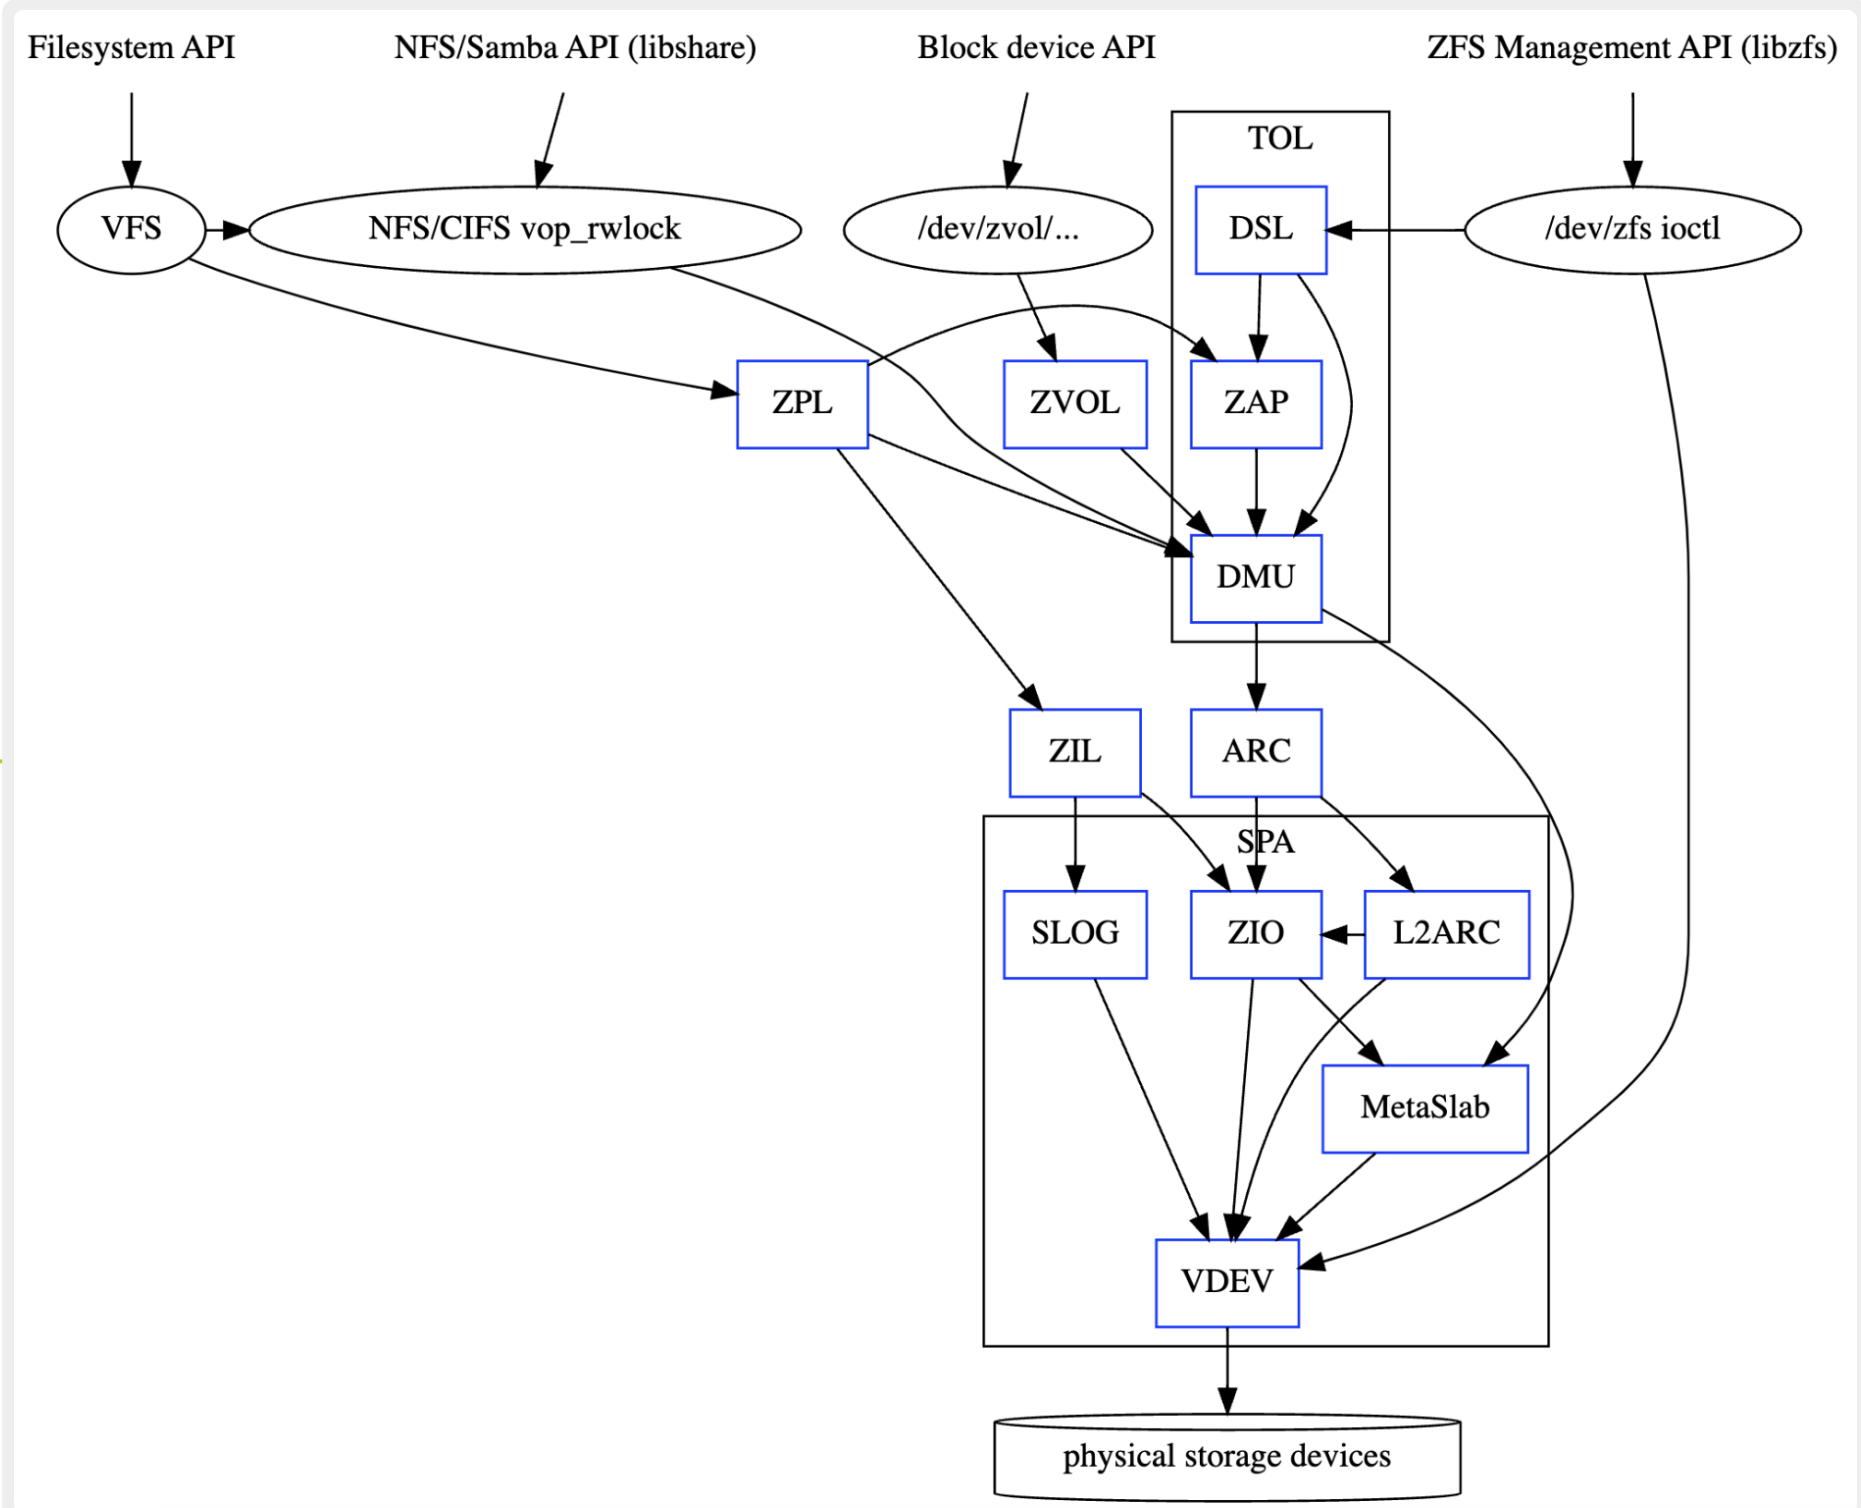 Filesystem API
NFS/Samba API (libshare)
Block device API
ZFS Management API (libzfs)
TOL
VFS
NFS/CIFS vop_rwlock
/dev/zvol/...
DSL
/dev/zfs ioctl
ZPL
ZVOL
ZAP
DMU
ZIL
ARC
SPA
SLOG
ZIO
L2ARC
MetaSlab
VDEV
physical storage devices